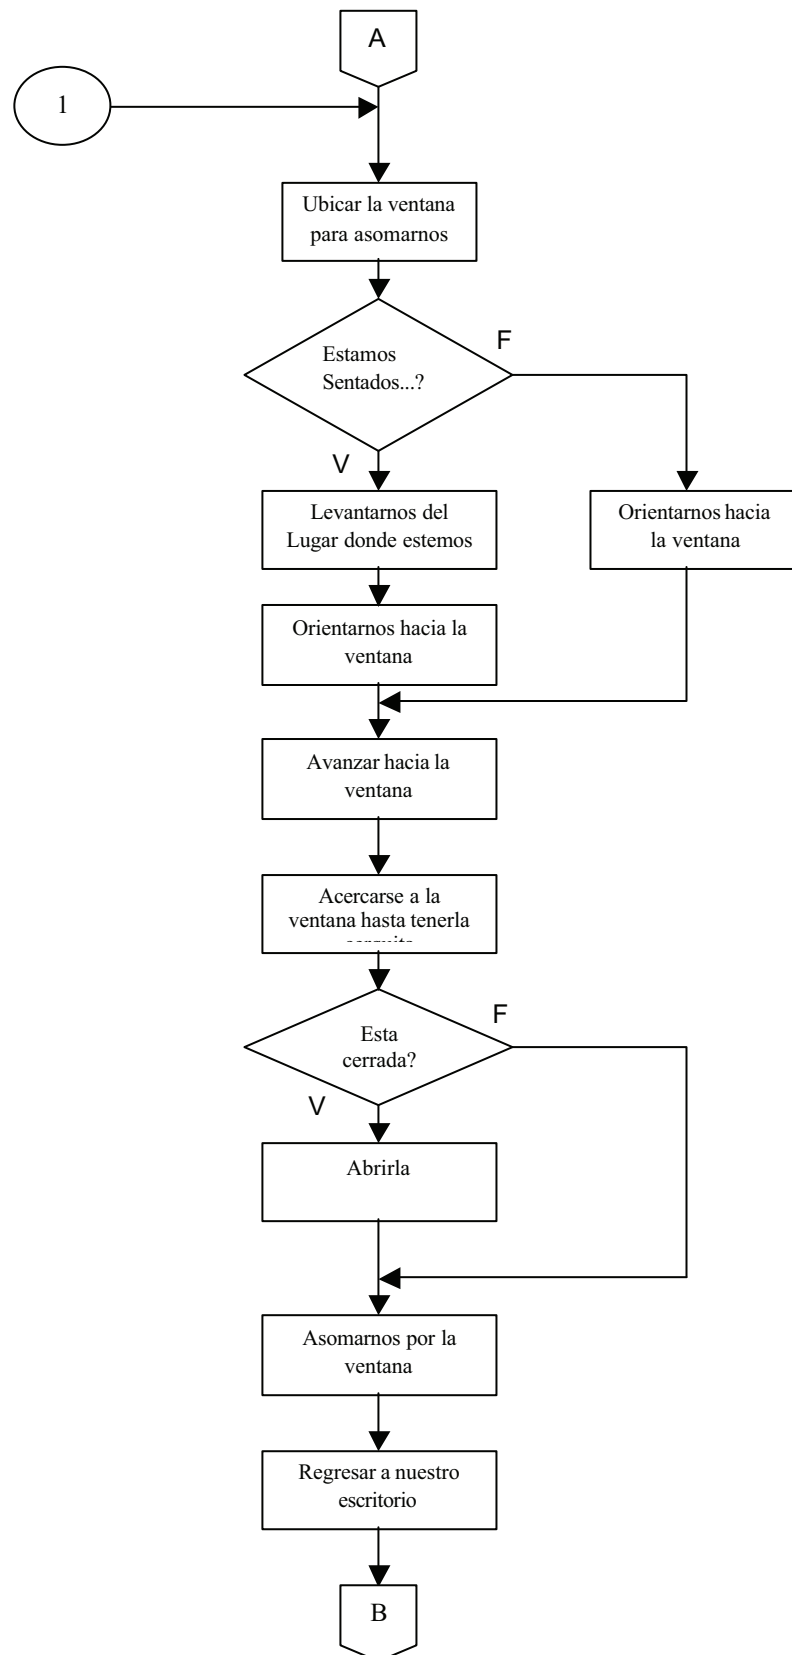 A
1
Ubicar la ventana
para asomarnos
Estamos
Sentados...?
F
V
Levantarnos del
Lugar donde estemos
Orientarnos hacia
la ventana
Orientarnos hacia la
ventana
Avanzar hacia la
ventana
Acercarse a la
ventana hasta tenerla
Esta
cerrada?
F
V
Abrirla
Asomarnos por la
ventana
Regresar a nuestro
escritorio
B